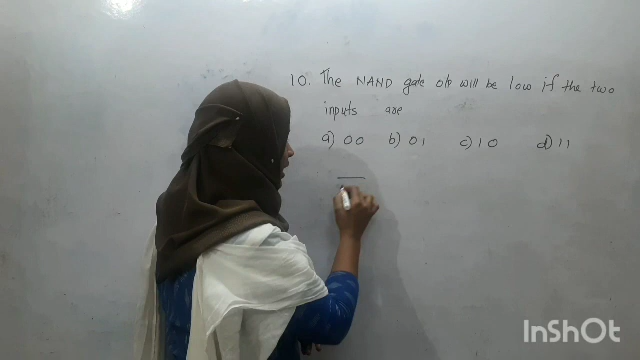 10. The NAND gate o/p will be low if the two
inputs are
a) 00 b) 01 c) 10 d) 11
InShOt